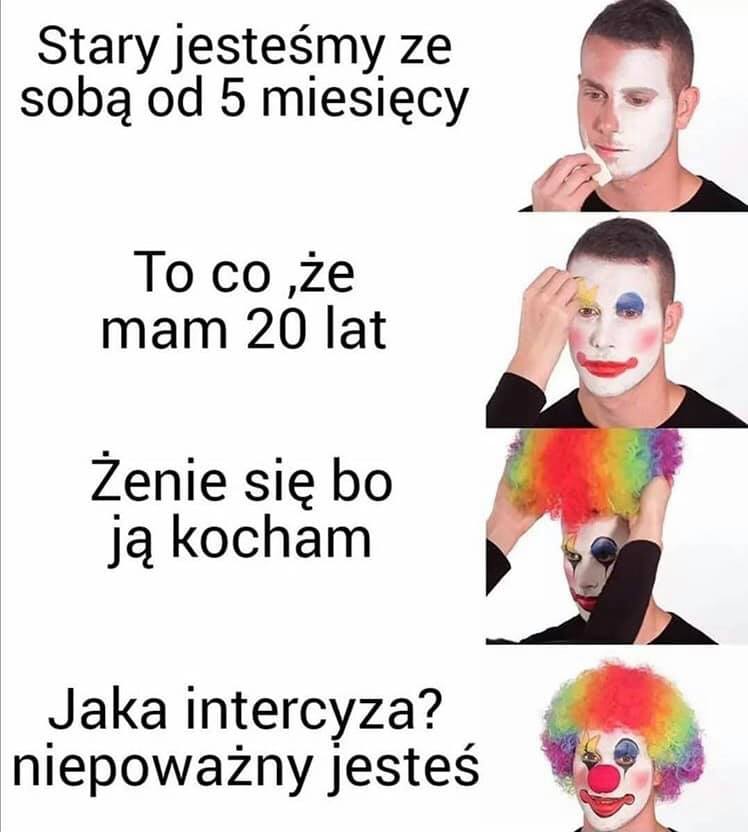 Stary jesteśmy ze
sobą od 5 miesięcy
To co ,że
mam 20 lat
Żenie się bo
ją kocham
Jaka intercyza?
niepoważny jesteś